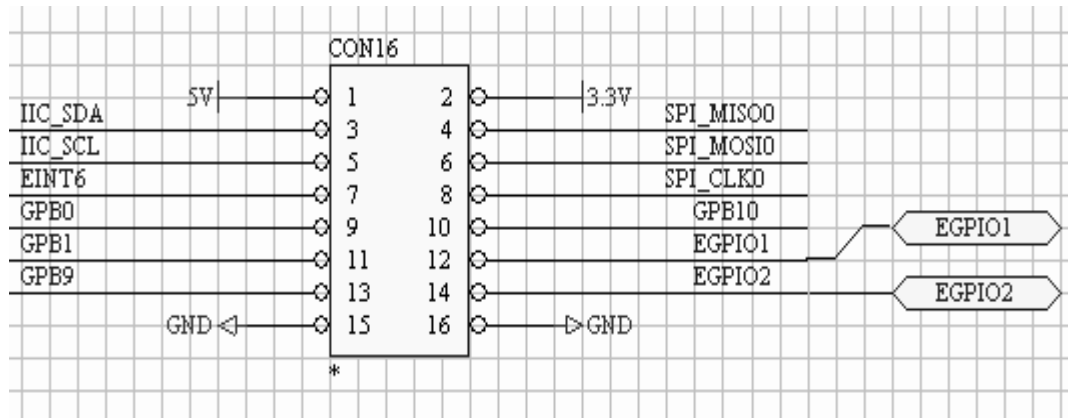 CON16
5V 1 2 3.3V
IIC_SDA 3 4 SPI_MISO0
IIC_SCL 5 6 SPI_MOSI0
EINT6 7 8 SPI_CLK0
GPB0 9 10 GPB10
GPB1 11 12 EGPIO1 EGPIO1
GPB9 13 14 EGPIO2 EGPIO2
GND 15 16 GND
*